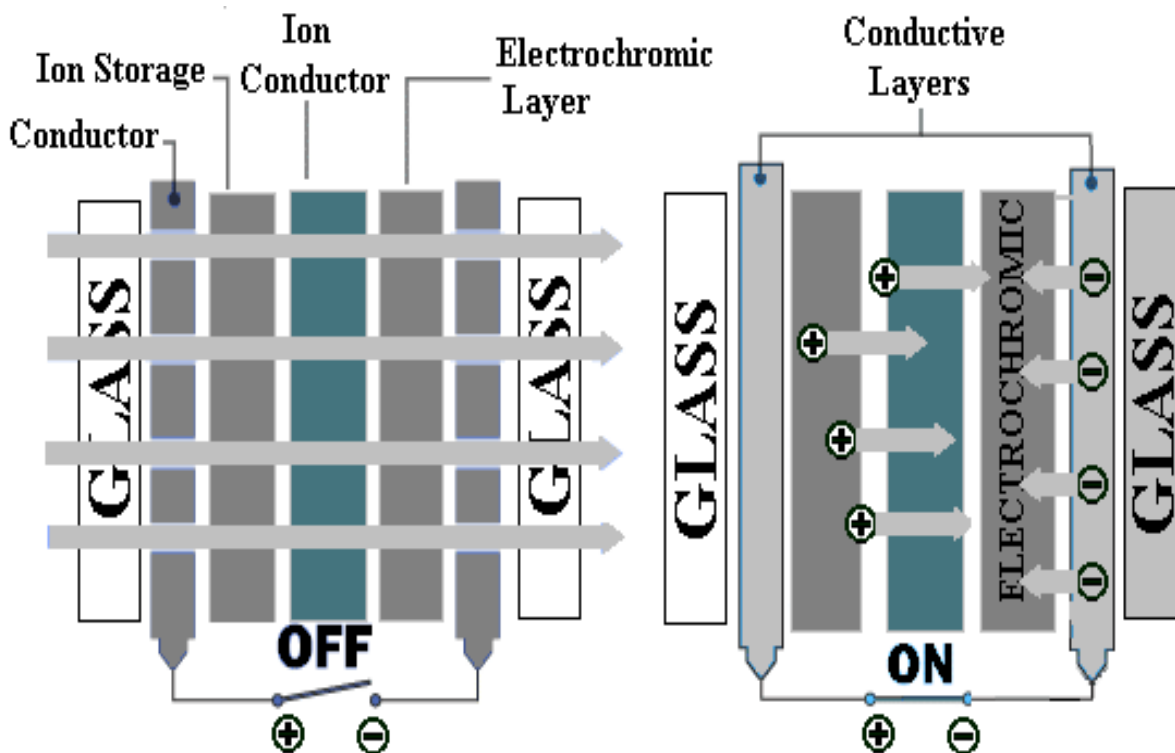 Ion Storage
Ion
Conductor
Electrochromic
Layer
Conductor
GLASS
GLASS
OFF
+ −
Conductive
Layers
GLASS
+
+
+
+
ELECTROCHROMIC
−
−
−
−
GLASS
ON
+ −